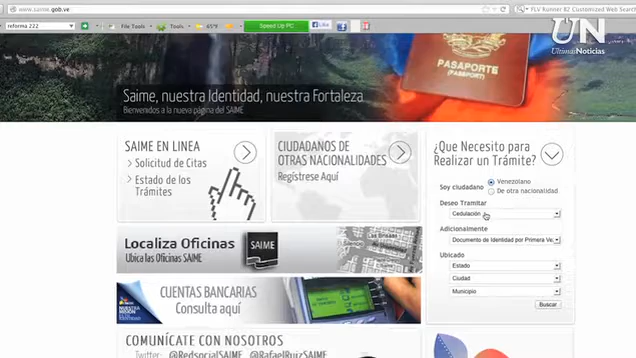 www.saime.gob.ve
FLV Runner B2 Customized Web Search
reforma 222
File Tools
Tools
45°F
Speed Up PC
Like
UN
Últimas Noticias
PASAPORTE
(PASSPORT)
Saime, nuestra Identidad, nuestra Fortaleza
Bienvenidos a la nueva página del SAIME
SAIME EN LINEA
Solicitud de Citas
Estado de los
Trámites
CIUDADANOS DE
OTRAS NACIONALIDADES
Regístrese Aquí
¿Que Necesito para
Realizar un Trámite?
Soy ciudadano
Venezolano
De otra nacionalidad
Deseo Tramitar
Cedulación
Adicionalmente
Documento de Identidad por Primera Ve
Ubicado
Estado
Ciudad
Municipio
Buscar
Localiza Oficinas
Ubica las Oficinas SAIME
SAIME
CUENTAS BANCARIAS
Consulta aquí
COMUNÍCATE CON NOSOTROS
Twitter: @RedsocialSAIME @RafaelRuizSAIME